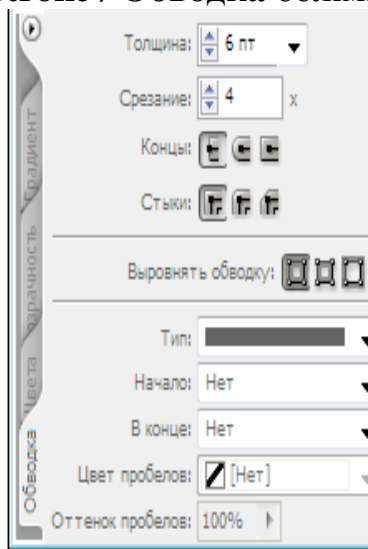 Обводка
Толщина: 6 пт
Срезание: 4 x
Концы:
Стыки:
Выровнять обводку:
Тип:
Начало: Нет
В конце: Нет
Цвет пробелов: [Нет]
Оттенок пробелов: 100%
Градиент
Цвета
Обводка